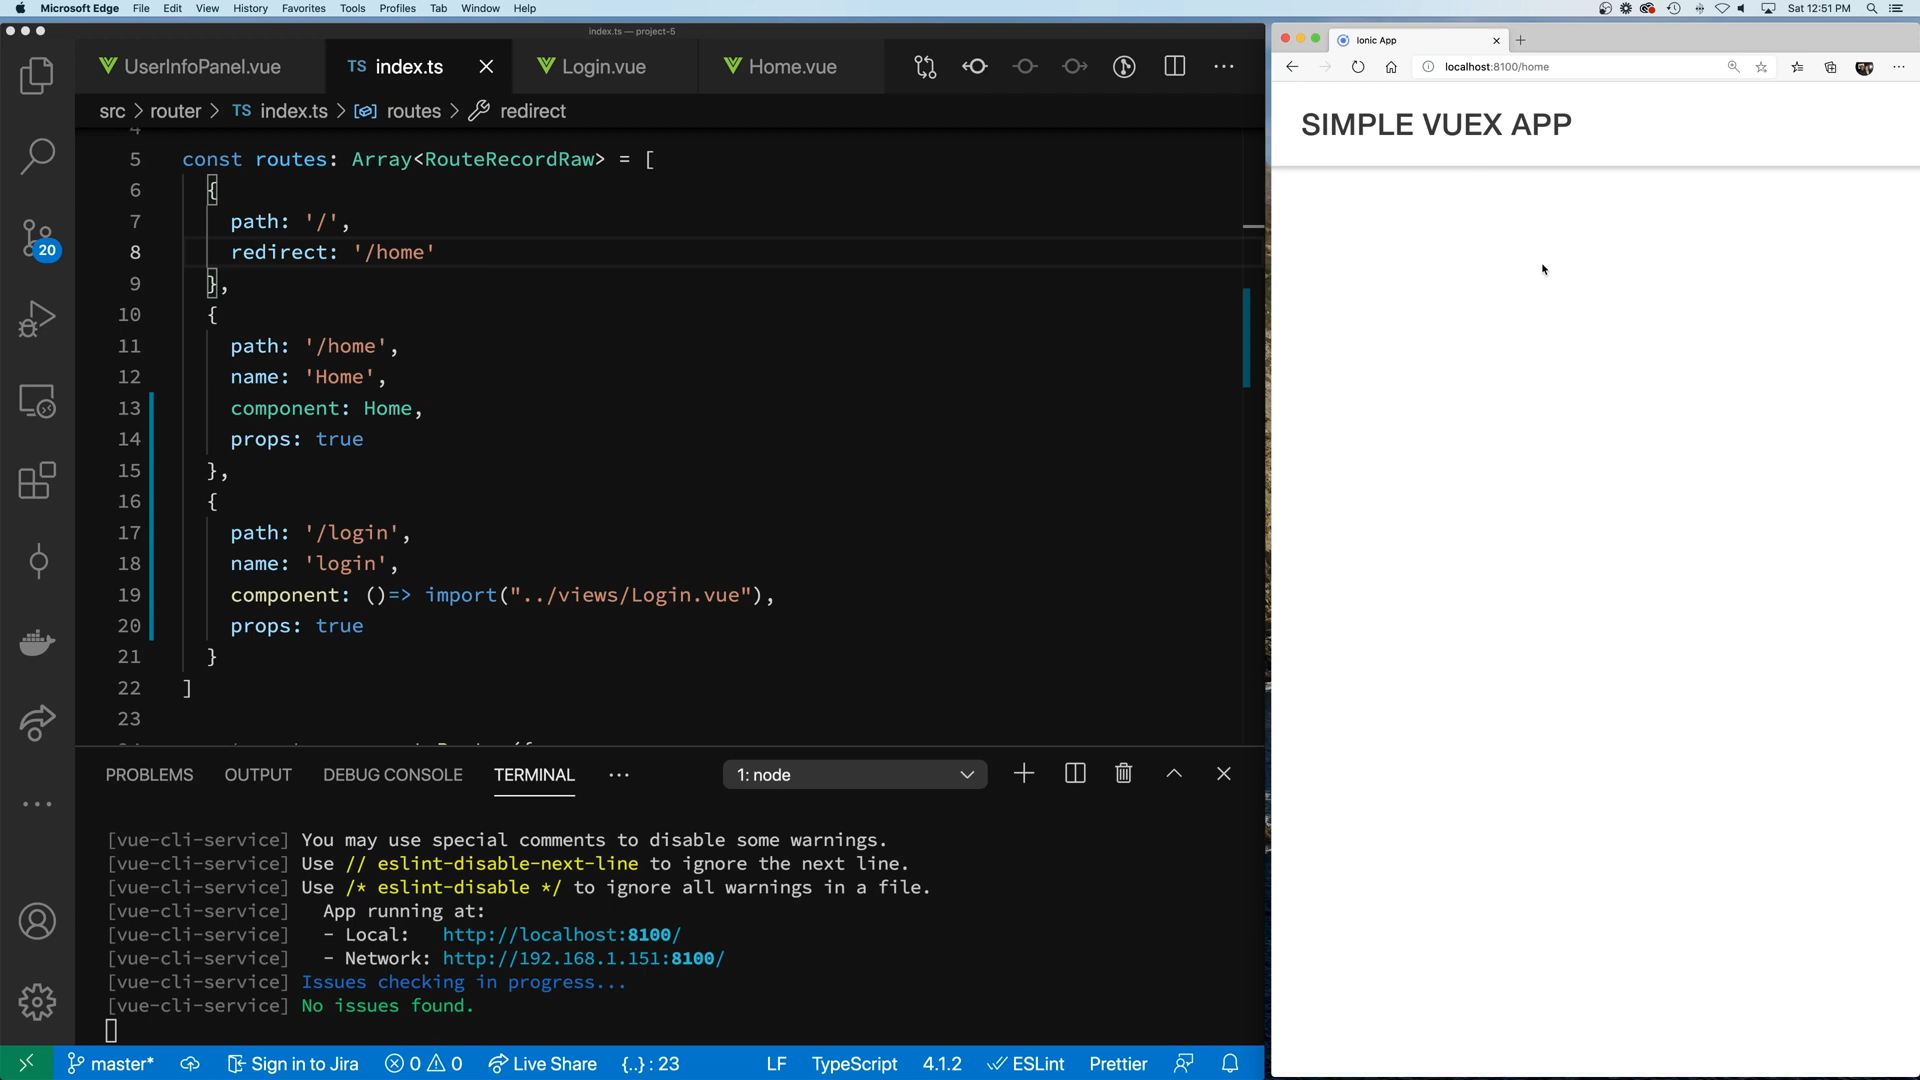 Microsoft Edge File Edit View History Favorites Tools Profiles Tab Window Help
Sat 12:51 PM
index.ts — project-5
UserInfoPanel.vue
TS index.ts
Login.vue
Home.vue
src > router > TS index.ts > routes > redirect
4
5 const routes: Array<RouteRecordRaw> = [
6 {
7 path: '/',
8 redirect: '/home'
9 },
10 {
11 path: '/home',
12 name: 'Home',
13 component: Home,
14 props: true
15 },
16 {
17 path: '/login',
18 name: 'login',
19 component: ()=> import("../views/Login.vue"),
20 props: true
21 }
22 ]
23
20
PROBLEMS OUTPUT DEBUG CONSOLE TERMINAL
1: node
[vue-cli-service] You may use special comments to disable some warnings.
[vue-cli-service] Use // eslint-disable-next-line to ignore the next line.
[vue-cli-service] Use /* eslint-disable */ to ignore all warnings in a file.
[vue-cli-service] App running at:
[vue-cli-service] - Local: http://localhost:8100/
[vue-cli-service] - Network: http://192.168.1.151:8100/
[vue-cli-service] Issues checking in progress...
[vue-cli-service] No issues found.
master* Sign in to Jira 0 0 Live Share {..} : 23 LF TypeScript 4.1.2 ESLint Prettier
Ionic App
localhost:8100/home
SIMPLE VUEX APP